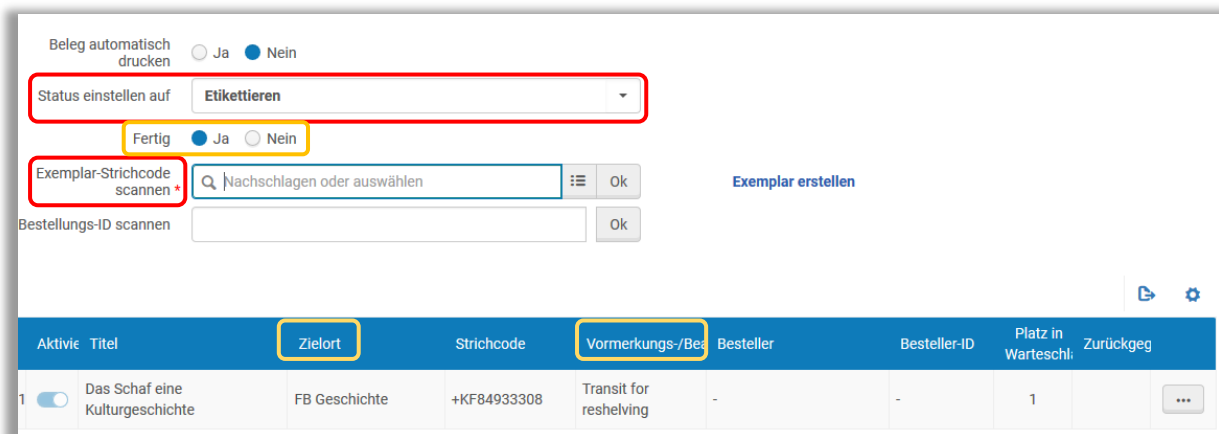 Beleg automatisch
drucken
Ja Nein
Status einstellen auf Etikettieren
Fertig Ja Nein
Exemplar-Strichcode
scannen *
Nachschlagen oder auswählen Ok Exemplar erstellen
Bestellungs-ID scannen Ok
Aktivie Titel Zielort Strichcode Vormerkungs-/Bea Besteller Besteller-ID Platz in
Warteschl Zurückgeg
1 Das Schaf eine
Kulturgeschichte FB Geschichte +KF84933308 Transit for
reshelving - - 1